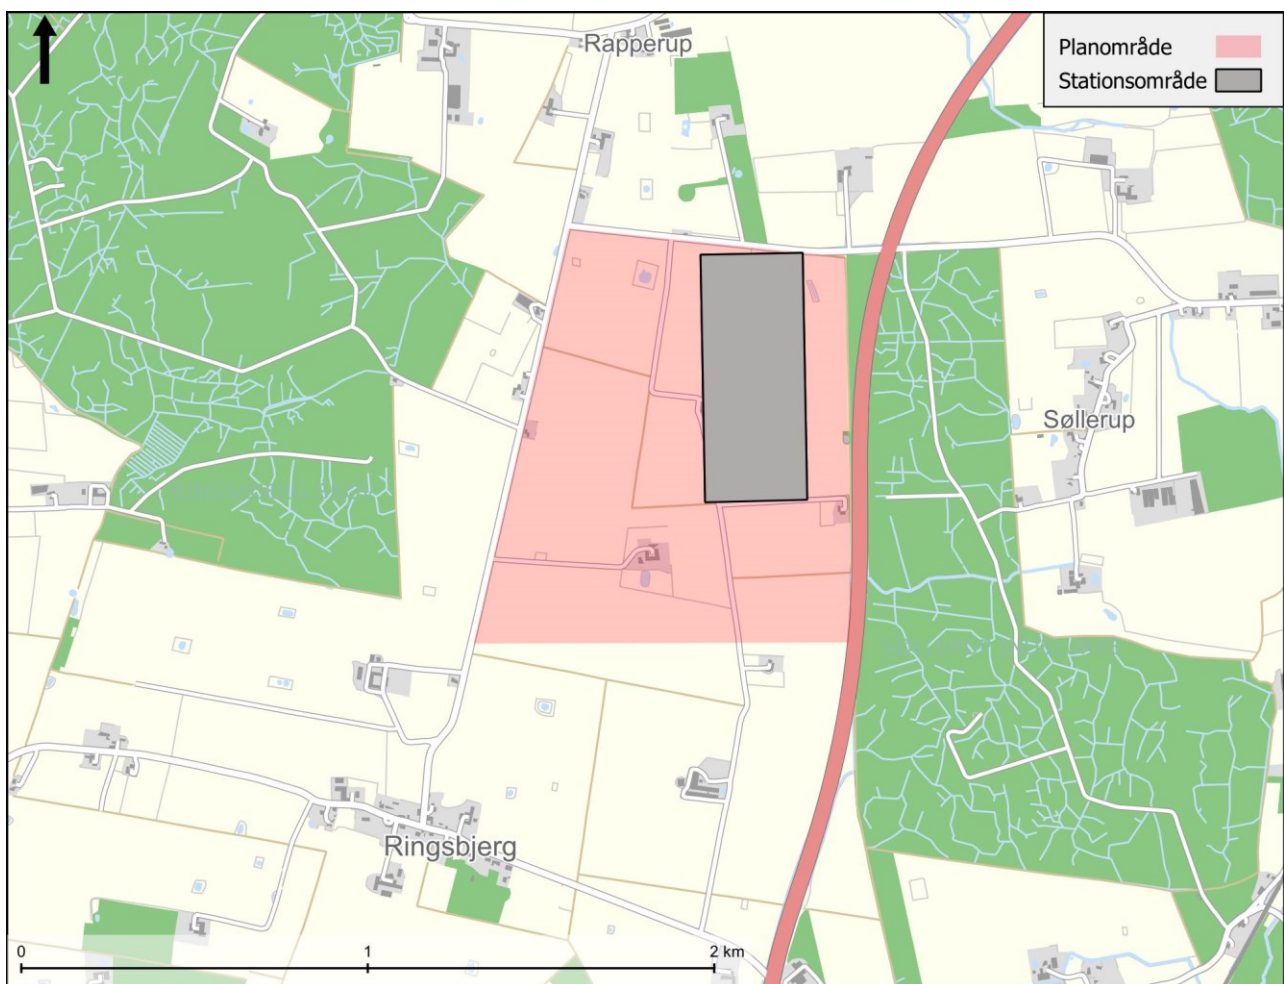 Rapperup
Planområde
Stationsområde
Søllerup
Ringsbjerg
0 1 2 km